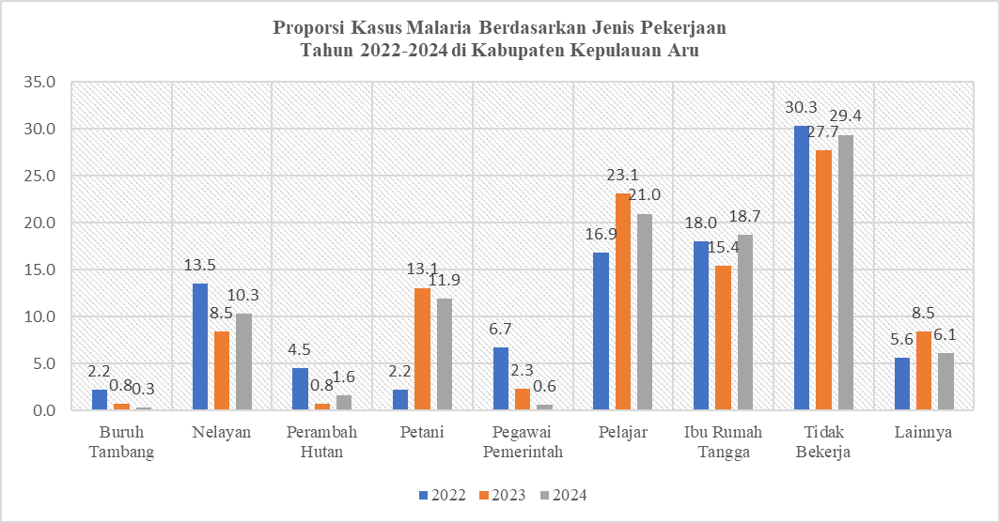 Proporsi Kasus Malaria Berdasarkan Jenis Pekerjaan
Tahun 2022-2024 di Kabupaten Kepulauan Aru
35.0
30.0
25.0
20.0
15.0
10.0
5.0
0.0
2.2
0.8
0.3
13.5
8.5
10.3
4.5
0.8
1.6
2.2
13.1
11.9
6.7
2.3
0.6
16.9
23.1
21.0
18.0
15.4
18.7
30.3
27.7
29.4
5.6
8.5
6.1
Buruh
Tambang
Nelayan
Perambah
Hutan
Petani
Pegawai
Pemerintah
Pelajar
Ibu Rumah
Tangga
Tidak
Bekerja
Lainnya
2022
2023
2024